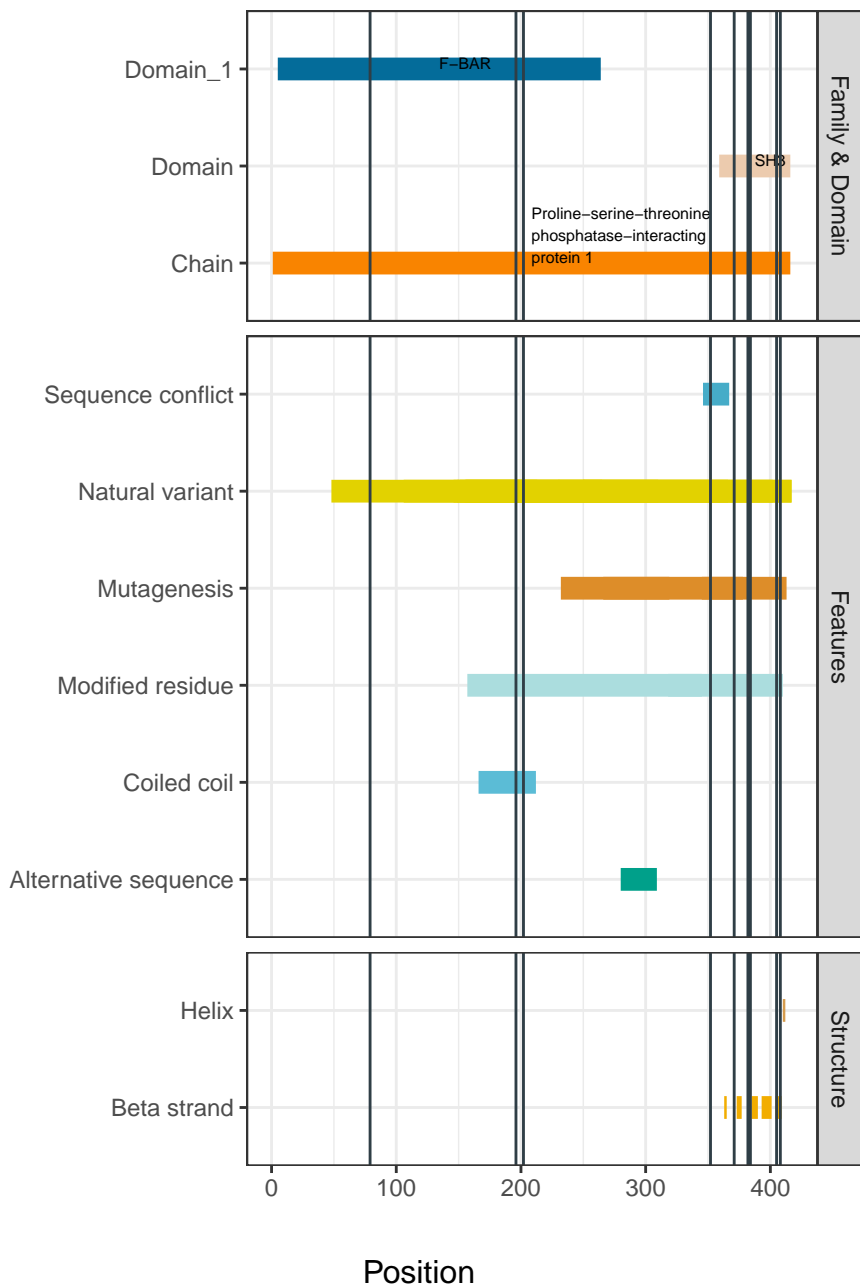 Domain_1
F−BAR
Domain
SH3
Proline−serine−threonine
phosphatase−interacting
protein 1
Chain
Family & Domain
Sequence conflict
Natural variant
Mutagenesis
Modified residue
Coiled coil
Alternative sequence
Features
Helix
Beta strand
Structure
0 100 200 300 400
Position